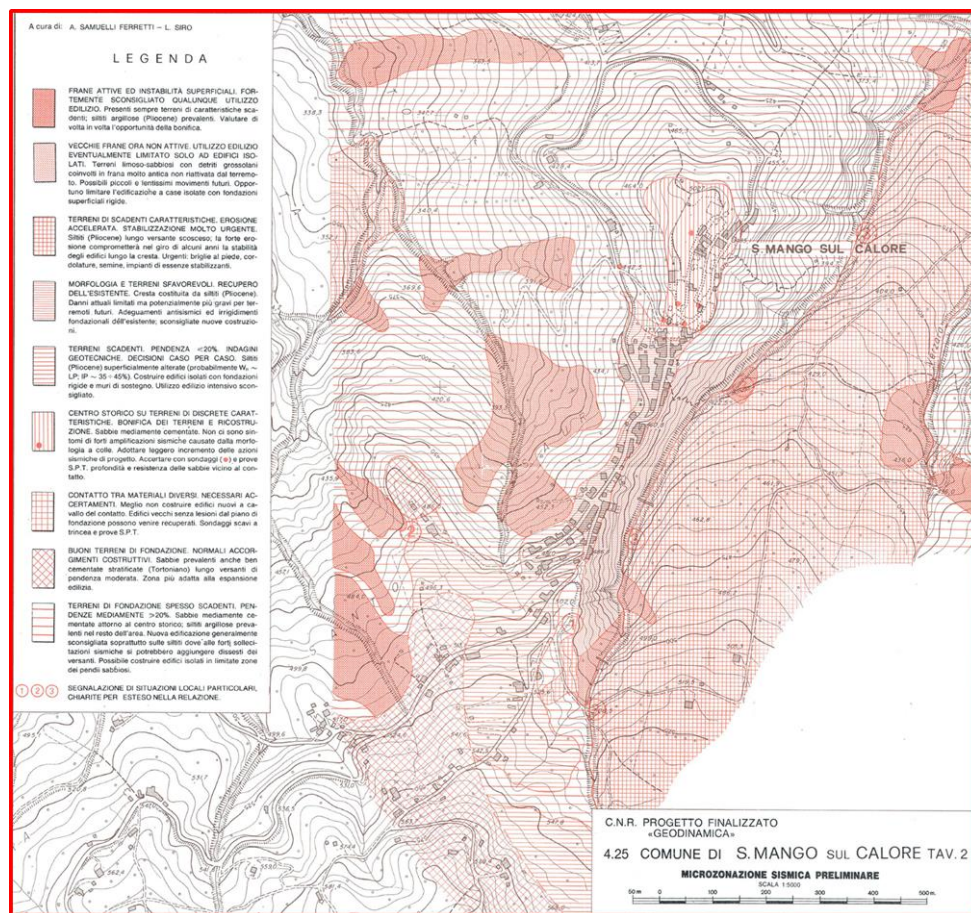 A cura di: A. SAMUELLI FERRETTI – L. SIRO
LEGENDA
FRANE ATTIVE ED INSTABILITÀ SUPERFICIALI. FOR-
TEMENTE SCONSIGLIATO QUALUNQUE UTILIZZO
EDILIZIO. Presenti sempre terreni di caratteristiche sca-
denti; siltiti argillose (Pliocene) prevalenti. Valutare di
volta in volta l'opportunità della bonifica.
VECCHIE FRANE ORA NON ATTIVE. UTILIZZO EDILIZIO
EVENTUALMENTE LIMITATO SOLO AD EDIFICI ISO-
LATI. Terreni limoso-sabbiosi con detriti grossolani
coinvolti in frana molto antica non riattivata dal terremo-
to. Possibili piccoli e lentissimi movimenti futuri. Oppor-
tuno limitare l'edificazione a case isolate con fondazioni
superficiali rigide.
TERRENI DI SCADENTI CARATTERISTICHE. EROSIONE
ACCELERATA. STABILIZZAZIONE MOLTO URGENTE.
Siltiti (Pliocene) lungo versante scosceso; la forte ero-
sione comprometterà nel giro di alcuni anni la stabilità
degli edifici lungo la cresta. Urgenti: briglie al piede, cor-
dolature, semine, impianti di essenze stabilizzanti.
MORFOLOGIA E TERRENI SFAVOREVOLI. RECUPERO
DELL'ESISTENTE. Cresta costituita da siltiti (Pliocene).
Danni attuali limitati ma potenzialmente più gravi per ter-
remoti futuri. Adeguamenti antisismici ed irrigidimenti
fondazionali dell'esistente; sconsigliate nuove costruzio-
ni.
TERRENI SCADENTI. PENDENZA <20%. INDAGINI
GEOTECNICHE. DECISIONI CASO PER CASO. Siltiti
(Pliocene) superficialmente alterate (probabilmente Wₙ ~
LP; IP ~ 35 ÷ 45%). Costruire edifici isolati con fondazioni
rigide e muri di sostegno. Utilizzo edilizio intensivo scon-
sigliato.
CENTRO STORICO SU TERRENI DI DISCRETE CARAT-
TERISTICHE. BONIFICA DEI TERRENI E RICOSTRU-
ZIONE. Sabbie mediamente cementate. Non ci sono sin-
tomi di forti amplificazioni sismiche causate dalla morfo-
logia a colle. Adottare leggero incremento delle azioni
sismiche di progetto. Accertare con sondaggi (●) e prove
S.P.T. profondità e resistenza delle sabbie vicino al con-
tatto.
CONTATTO TRA MATERIALI DIVERSI. NECESSARI AC-
CERTAMENTI. Meglio non costruire edifici nuovi a ca-
vallo del contatto. Edifici vecchi senza lesioni dal piano di
fondazione possono venire recuperati. Sondaggi scavi a
trincea e prove S.P.T.
BUONI TERRENI DI FONDAZIONE. NORMALI ACCOR-
GIMENTI COSTRUTTIVI. Sabbie prevalenti anche ben
cementate stratificate (Tortoniano) lungo versanti di
pendenza moderata. Zona più adatta alla espansione
edilizia.
TERRENI DI FONDAZIONE SPESSO SCADENTI. PEN-
DENZE MEDIAMENTE >20%. Sabbie mediamente ce-
mentate attorno al centro storico; siltiti argillose preva-
lenti nel resto dell'area. Nuova edificazione generalmente
sconsigliata soprattutto sulle siltiti dove alle forti solleci-
tazioni sismiche si potrebbero aggiungere dissesti dei
versanti. Possibile costruire edifici isolati in limitate zone
dei pendii sabbiosi.
① ② ③ SEGNALAZIONE DI SITUAZIONI LOCALI PARTICOLARI,
CHIARITE PER ESTESO NELLA RELAZIONE.
S. MANGO SUL CALORE
C.N.R. PROGETTO FINALIZZATO
«GEODINAMICA»
4.25 COMUNE DI S. MANGO SUL CALORE TAV. 2
MICROZONAZIONE SISMICA PRELIMINARE
SCALA 1:5000
50 m 0 100 200 300 400 500 m.